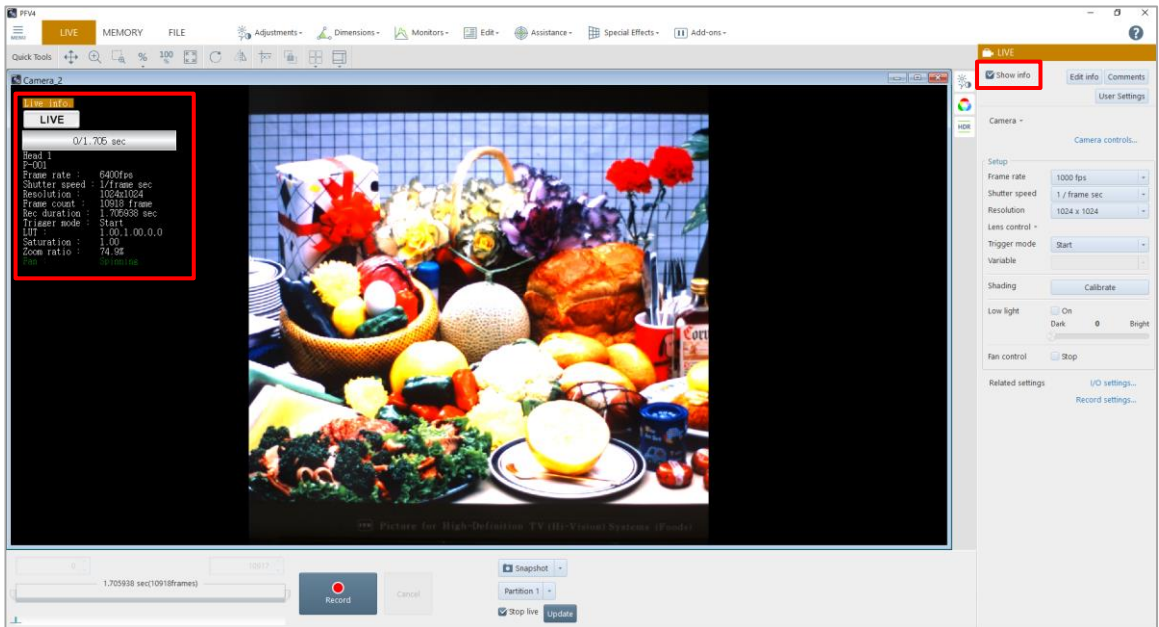 PFV4
MENU LIVE MEMORY FILE Adjustments Dimensions Monitors Edit Assistance Special Effects Add-ons
Quick Tools % 100 %
Camera_2
Live info
LIVE
0/1.705 sec
Head 1
P-001
Frame rate : 6400fps
Shutter speed : 1/frame sec
Resolution : 1024x1024
Frame count : 10918 frame
Rec duration : 1.705938 sec
Trigger mode : Start
LUT : 1.00,1.00,0,0
Saturation : 1.00
Zoom ratio : 74.9%
Fan Spinning
Picture for High-Definition TV (Hi-Vision) Systems (Foods)
HDR
LIVE
Show info Edit info Comments
User Settings
Camera
Camera controls...
Setup
Frame rate 1000 fps
Shutter speed 1 / frame sec
Resolution 1024 x 1024
Lens control
Trigger mode Start
Variable
Shading Calibrate
Low light On
Dark 0 Bright
Fan control Stop
Related settings I/O settings...
Record settings...
0 10917
1.705938 sec(10918frames)
Record Cancel
Snapshot
Partition 1
Stop live Update